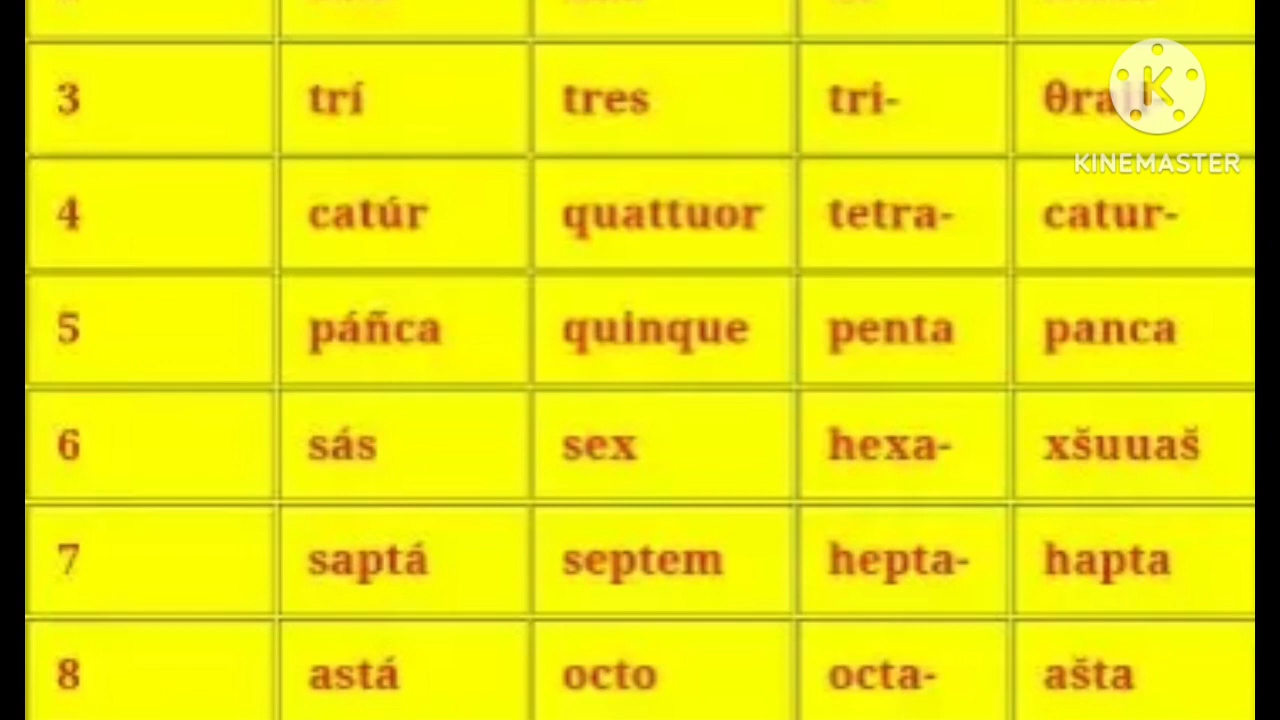 3 trí tres tri-
KINEMASTER
4 catúr quattuor tetra- catur-
5 páñca quinque penta panca
6 sás sex hexa- xšuuaš
7 saptá septem hepta- hapta
8 astá octo octa- ašta